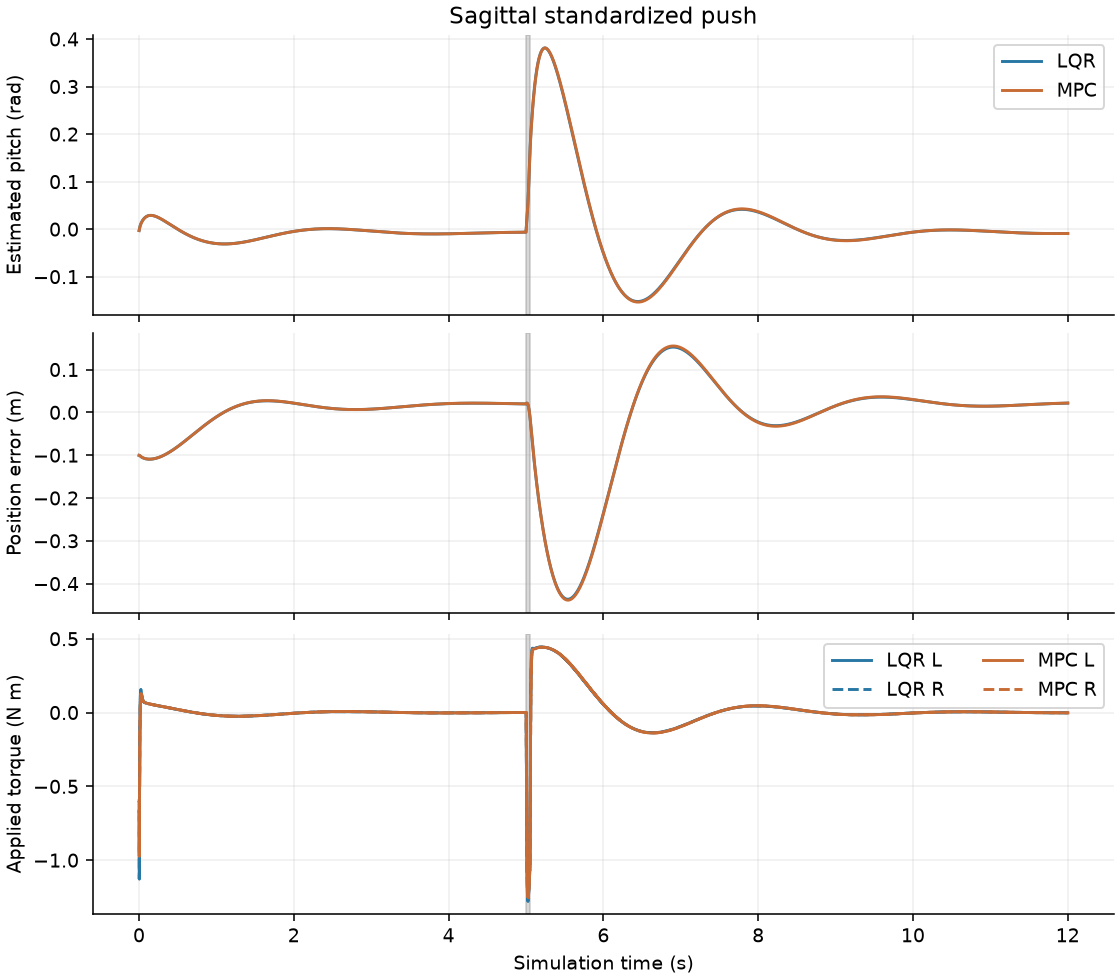 Sagittal standardized push
Estimated pitch (rad)
0.4
0.3
0.2
0.1
0.0
−0.1
LQR
MPC
Position error (m)
0.1
0.0
−0.1
−0.2
−0.3
−0.4
Applied torque (N m)
0.5
0.0
−0.5
−1.0
LQR L
MPC L
LQR R
MPC R
0 2 4 6 8 10 12
Simulation time (s)